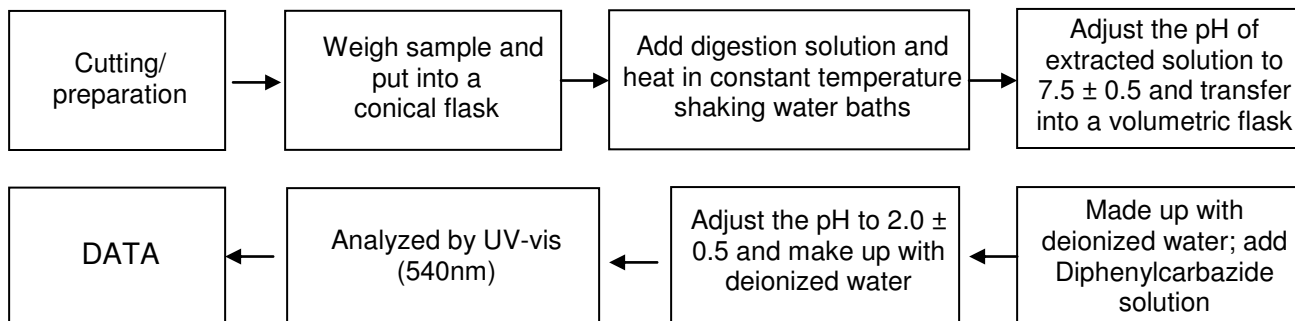 Cutting/
preparation
Weigh sample and
put into a
conical flask
Add digestion solution and
heat in constant temperature
shaking water baths
Adjust the pH of
extracted solution to
7.5 ± 0.5 and transfer
into a volumetric flask
Made up with
deionized water; add
Diphenylcarbazide
solution
Adjust the pH to 2.0 ±
0.5 and make up with
deionized water
Analyzed by UV-vis
(540nm)
DATA